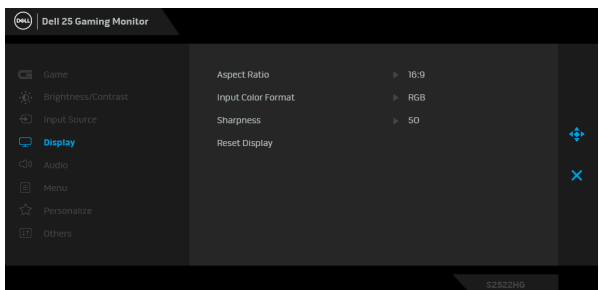 DELL Dell 25 Gaming Monitor
Game
Aspect Ratio 16:9
Brightness/Contrast
Input Color Format RGB
Input Source
Sharpness 50
Display
Reset Display
Audio
Menu
Personalize
Others
S2522HG